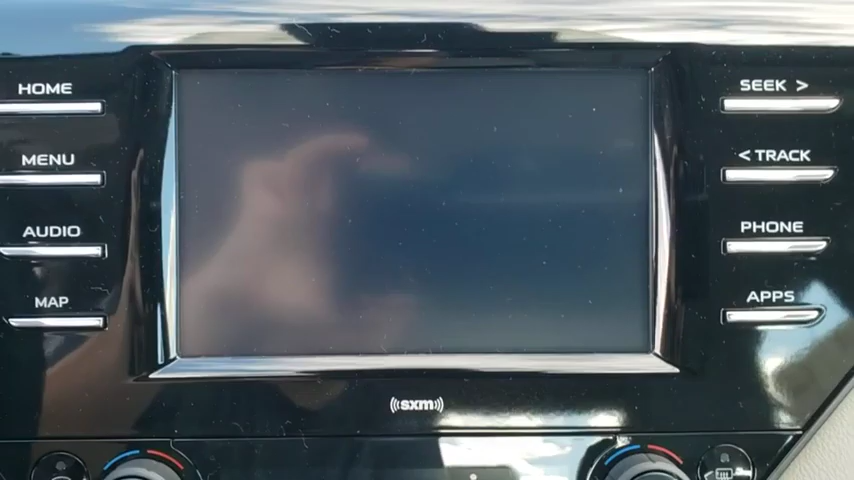 HOME
MENU
AUDIO
MAP
SEEK >
< TRACK
PHONE
APPS
((sxm))